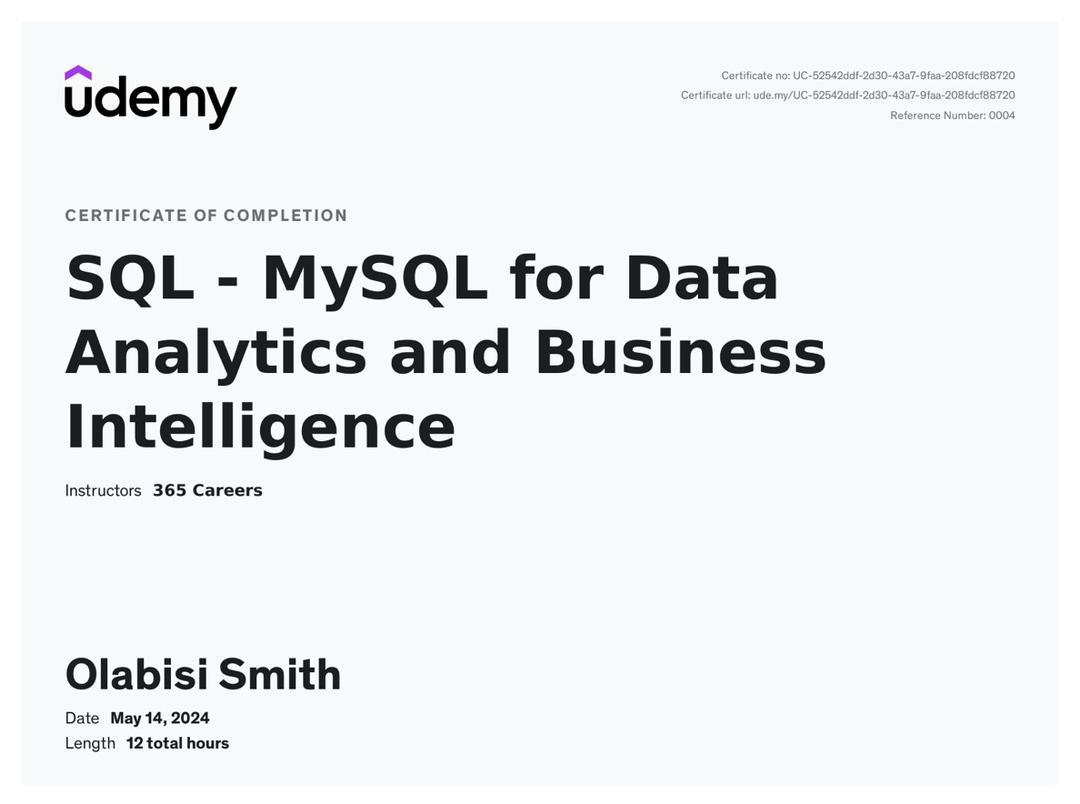 udemy
Certificate no: UC-52542ddf-2d30-43a7-9faa-208fdcf88720
Certificate url: ude.my/UC-52542ddf-2d30-43a7-9faa-208fdcf88720
Reference Number: 0004
CERTIFICATE OF COMPLETION
SQL - MySQL for Data
Analytics and Business
Intelligence
Instructors 365 Careers
Olabisi Smith
Date May 14, 2024
Length 12 total hours